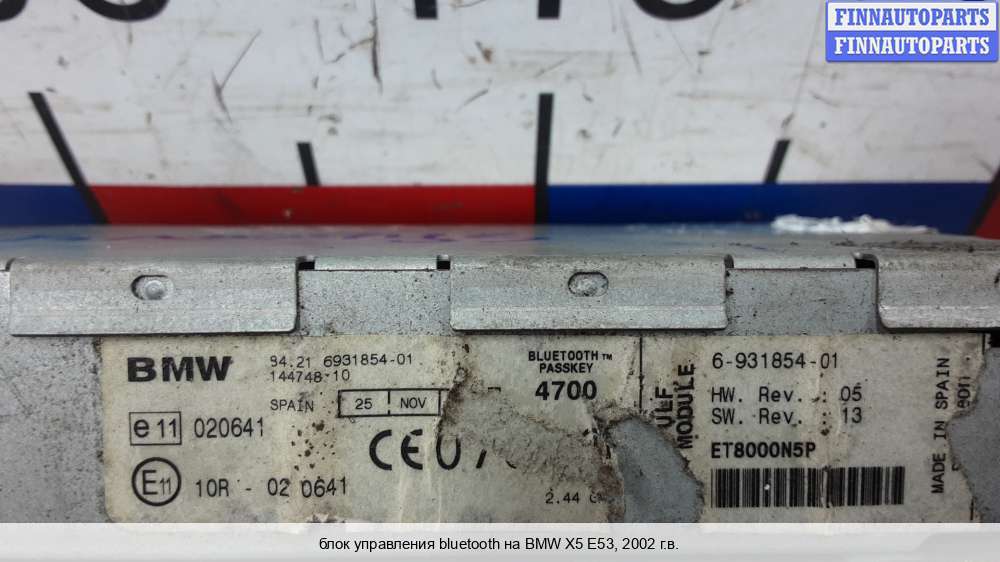 FINNAUTOPARTS
FINNAUTOPARTS
BMW
84.21 6931854-01
144748-10
SPAIN 25 NOV
e 11 020641
E11 10R - 02 0641
2.44
BLUETOOTH™
PASSKEY
4700
ULF
MODULE
6-931854-01
HW. Rev. : 05
SW. Rev. : 13
ET8000N5P
MADE IN SPAIN
блок управления bluetooth на BMW X5 E53, 2002 г.в.